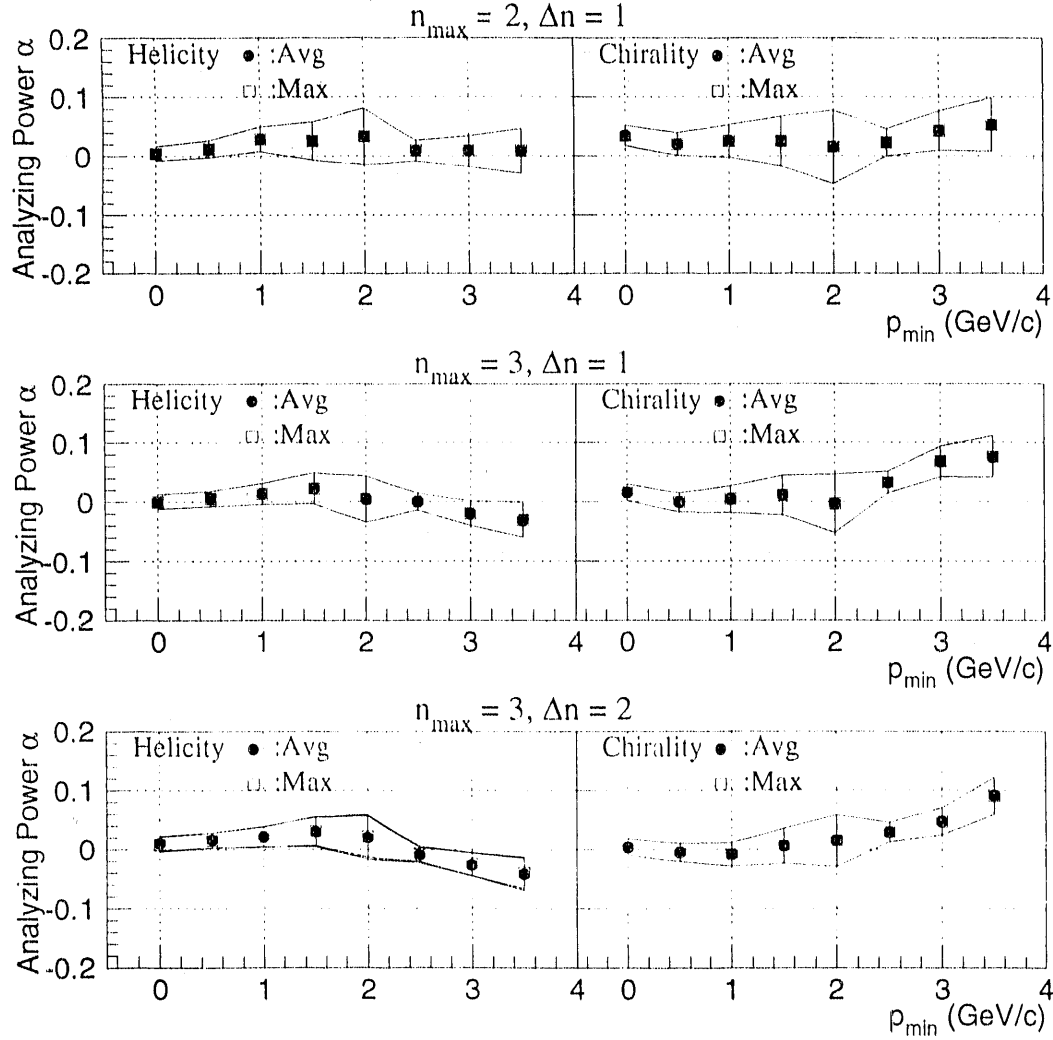 n_max = 2, Δn = 1
Analyzing Power α
0.2
0.1
0
-0.1
-0.2
Helicity ● :Avg
□ :Max
Chirality ● :Avg
□ :Max
0 1 2 3 4 0 1 2 3 4
p_min (GeV/c)
n_max = 3, Δn = 1
Analyzing Power α
0.2
0.1
0
-0.1
-0.2
Helicity ● :Avg
□ :Max
Chirality ● :Avg
□ :Max
0 1 2 3 4 0 1 2 3 4
p_min (GeV/c)
n_max = 3, Δn = 2
Analyzing Power α
0.2
0.1
0
-0.1
-0.2
Helicity ● :Avg
□ :Max
Chirality ● :Avg
□ :Max
0 1 2 3 4 0 1 2 3 4
p_min (GeV/c)